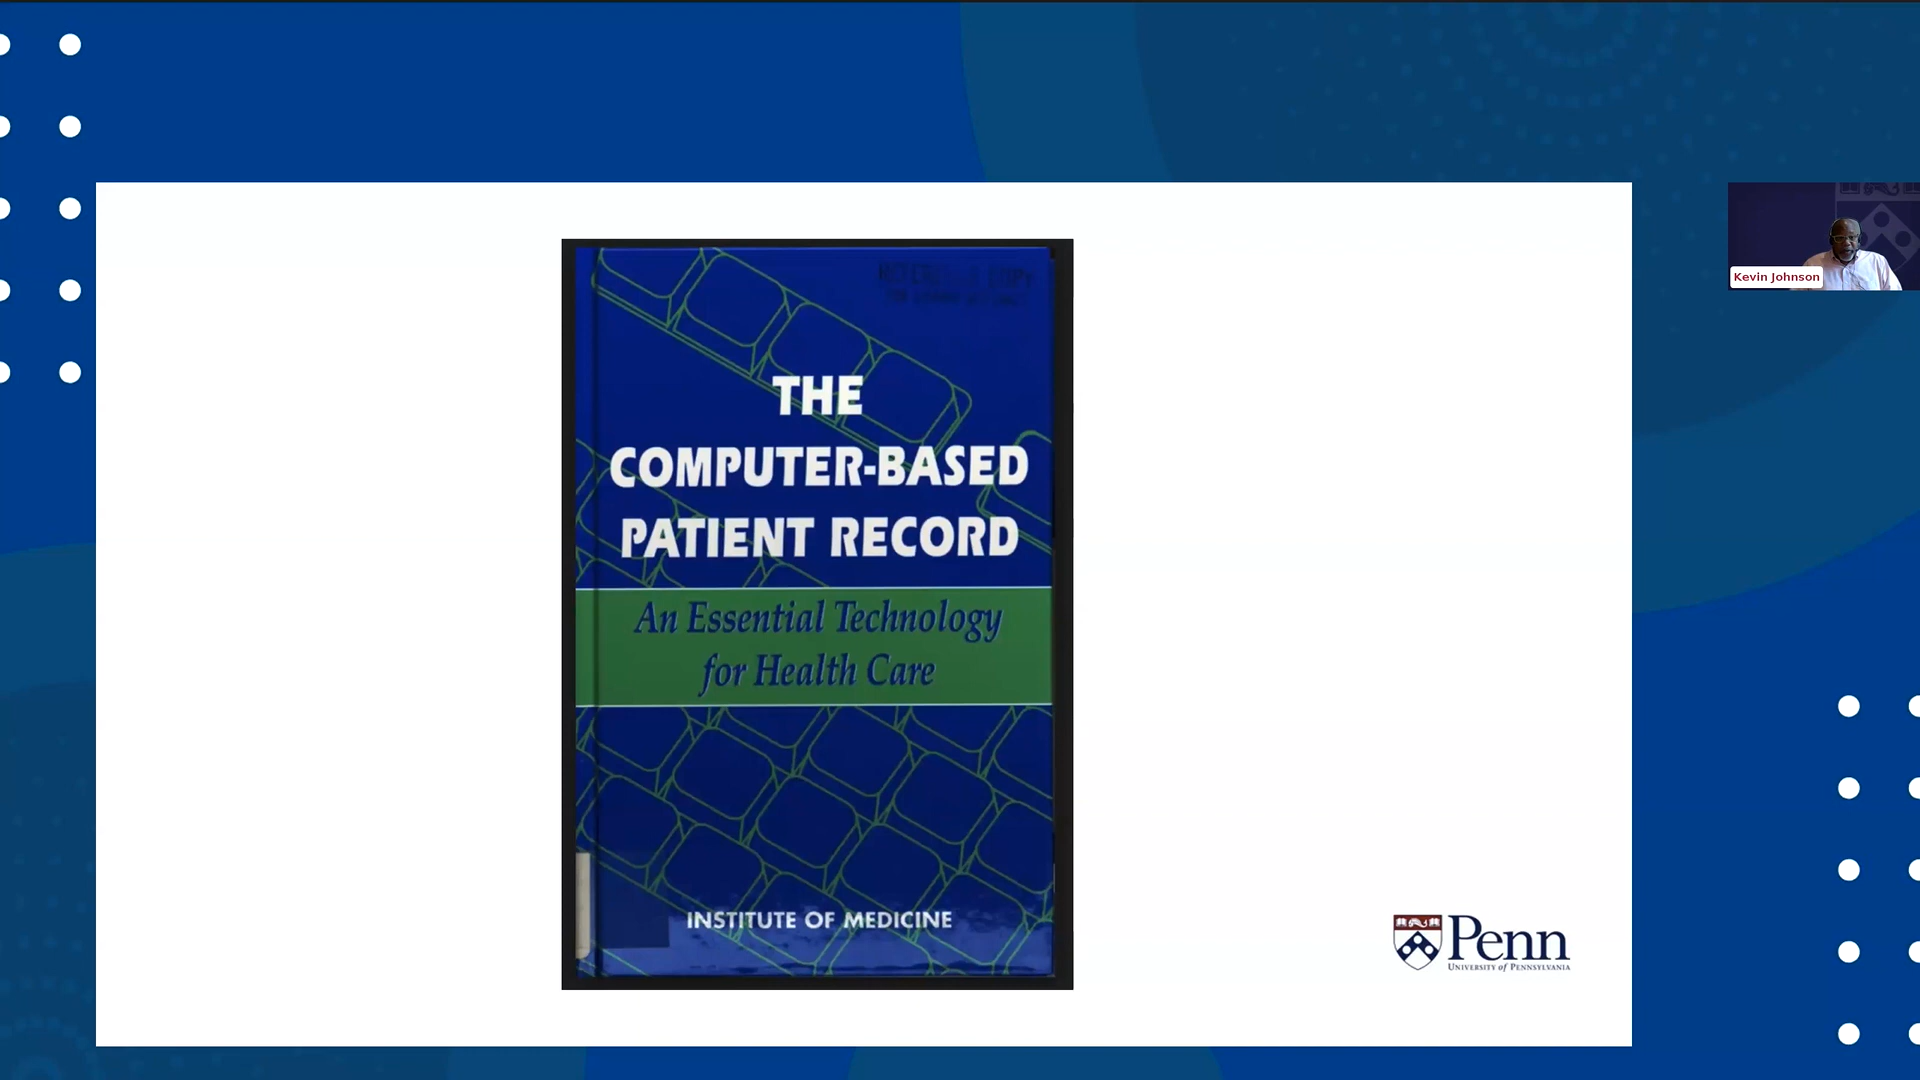 THE
COMPUTER-BASED
PATIENT RECORD
An Essential Technology
for Health Care
INSTITUTE OF MEDICINE
Kevin Johnson
Penn
UNIVERSITY of PENNSYLVANIA